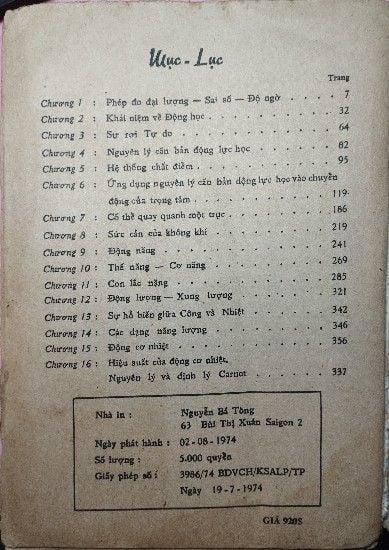 Mục - Lục
Trang
Chương 1 : Phép đo đại lượng — Sai số — Độ ngờ . . . . 7
Chương 2 : Khái niệm về Động học . . . . . . . . 32
Chương 3 : Sự rơi Tự do . . . . . . . . . . 64
Chương 4 : Nguyên lý căn bản động lực học . . . . . 82
Chương 5 : Hệ thống chất điểm . . . . . . . . . 95
Chương 6 : Ứng dụng nguyên lý căn bản động lực học vào chuyển
động của trọng tâm . . . . . . . . . 119
Chương 7 : Cố thể quay quanh một trục . . . . . . . 186
Chương 8 : Sức cản của không khí . . . . . . . . 219
Chương 9 : Động năng . . . . . . . . . . . 241
Chương 10 : Thế năng — Cơ năng . . . . . . . . . 269
Chương 11 : Con lắc nặng . . . . . . . . . . 285
Chương 12 : Động lượng— Xung lượng . . . . . . . 321
Chương 13 : Sự hỗ biến giữa Công và Nhiệt . . . . . . 342
Chương 14 : Các dạng năng lượng . . . . . . . . 346
Chương 15 : Động cơ nhiệt . . . . . . . . . . 356
Chương 16 : Hiệu suất của động cơ nhiệt.
Nguyên lý và định lý Carnot . . . . . . . 337
Nhà in : Nguyễn Bá Tòng
63 Bùi Thị Xuân Saigon 2
Ngày phát hành : 02-08-1974
Số lượng : 5.000 quyển
Giấy phép số : 3986/74 BDVCH/KSALP/TP
Ngày 19-7-1974
GIÁ 920$